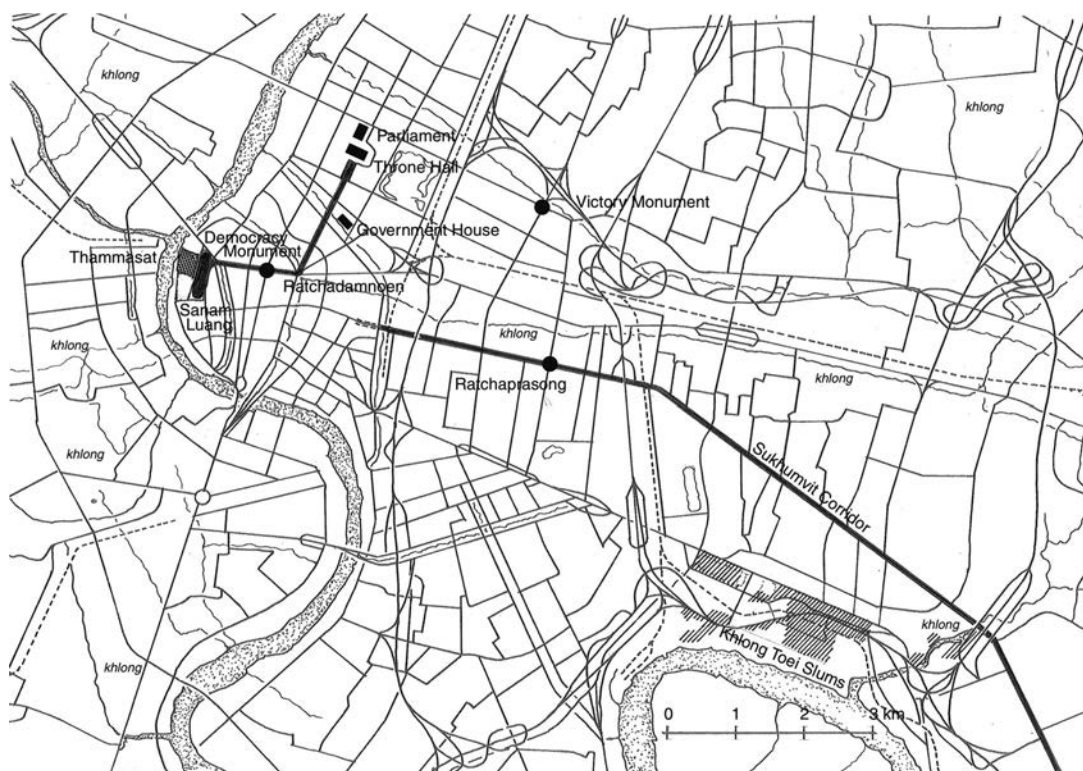 khlong
khlong
Parliament
Throne Hall
Victory Monument
Government House
Democracy
Monument
Thammasat
Ratchadamnoen
Sanam
Luang
khlong
khlong
Ratchaprasong
khlong
Sukhumvit Corridor
khlong
khlong
Khlong Toei Slums
khlong
0 1 2 3 km